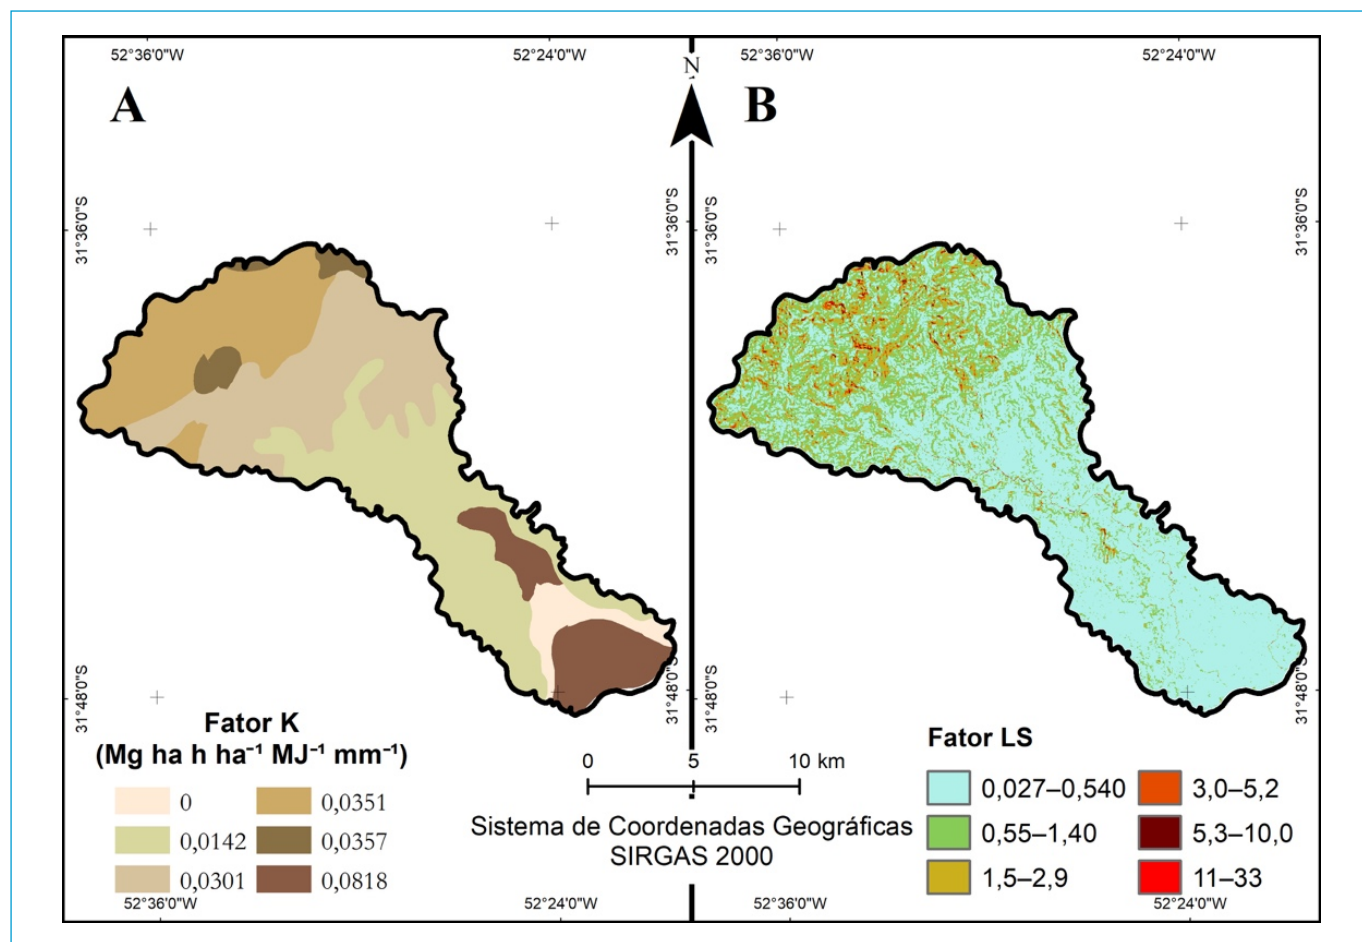 52°36'0"W
52°24'0"W
52°36'0"W
52°24'0"W
N
A
B
31°36'0"S
31°36'0"S
31°36'0"S
31°36'0"S
31°48'0"S
31°48'0"S
31°48'0"S
31°48'0"S
Fator K
(Mg ha h ha⁻¹ MJ⁻¹ mm⁻¹)
0
0,0142
0,0301
0,0351
0,0357
0,0818
0 5 10 km
Sistema de Coordenadas Geográficas
SIRGAS 2000
Fator LS
0,027–0,540
0,55–1,40
1,5–2,9
3,0–5,2
5,3–10,0
11–33
52°36'0"W
52°24'0"W
52°36'0"W
52°24'0"W